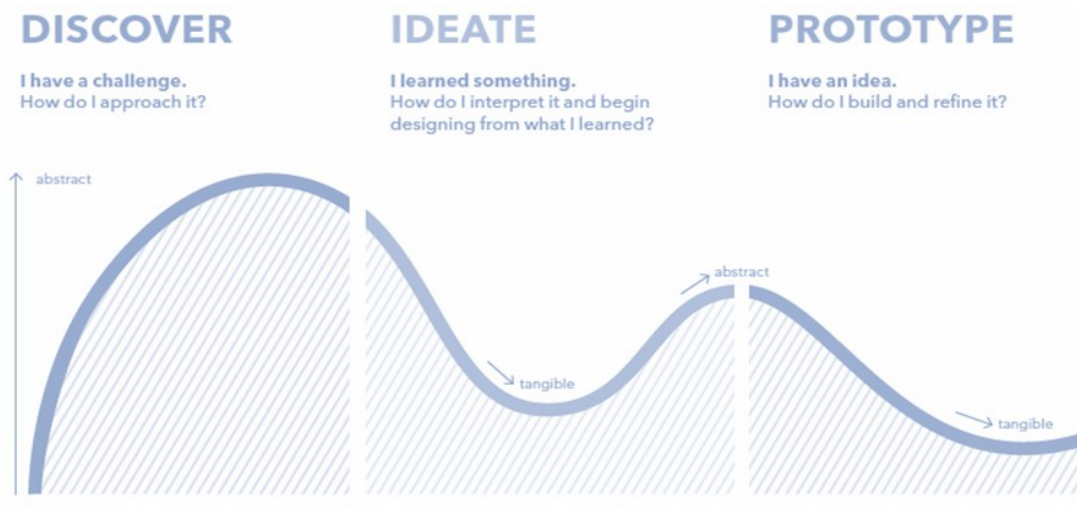 DISCOVER
I have a challenge.
How do I approach it?
IDEATE
I learned something.
How do I interpret it and begin
designing from what I learned?
PROTOTYPE
I have an idea.
How do I build and refine it?
abstract
tangible
abstract
tangible